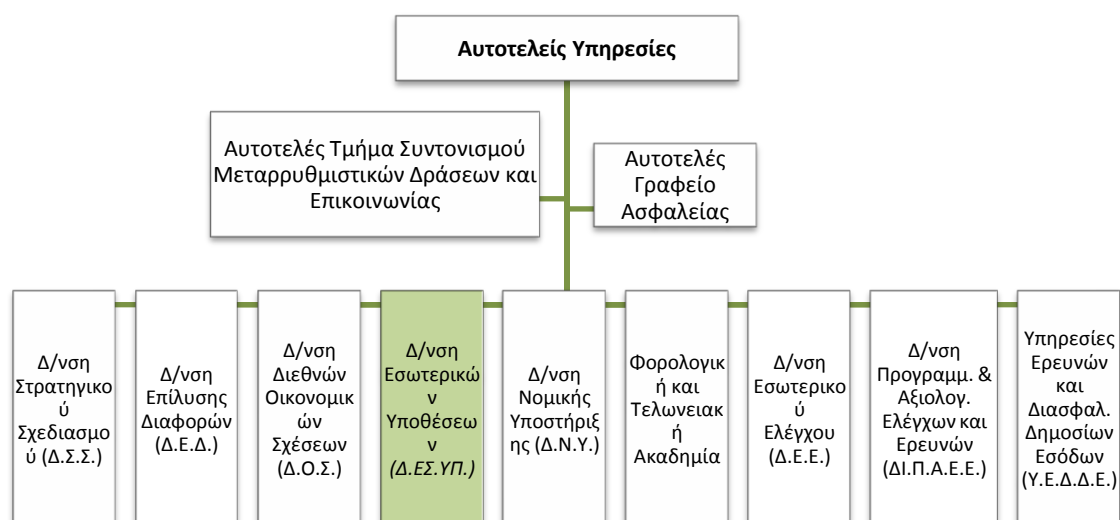 Αυτοτελείς Υπηρεσίες
Αυτοτελές Τμήμα Συντονισμού
Μεταρρυθμιστικών Δράσεων και
Επικοινωνίας
Αυτοτελές
Γραφείο
Ασφαλείας
Δ/νση
Στρατηγικο
ύ
Σχεδιασμο
ύ (Δ.Σ.Σ.)
Δ/νση
Επίλυσης
Διαφορών
(Δ.Ε.Δ.)
Δ/νση
Διεθνών
Οικονομικ
ών
Σχέσεων
(Δ.Ο.Σ.)
Δ/νση
Εσωτερικώ
ν
Υποθέσεω
ν
(Δ.ΕΣ.ΥΠ.)
Δ/νση
Νομικής
Υποστήριξ
ης (Δ.Ν.Υ.)
Φορολογικ
ή και
Τελωνειακ
ή
Ακαδημία
Δ/νση
Εσωτερικο
ύ
Ελέγχου
(Δ.Ε.Ε.)
Δ/νση
Προγραμμ. &
Αξιολογ.
Ελέγχων και
Ερευνών
(ΔΙ.Π.Α.Ε.Ε.)
Υπηρεσίες
Ερευνών
και
Διασφαλ.
Δημοσίων
Εσόδων
(Υ.Ε.Δ.Δ.Ε.)